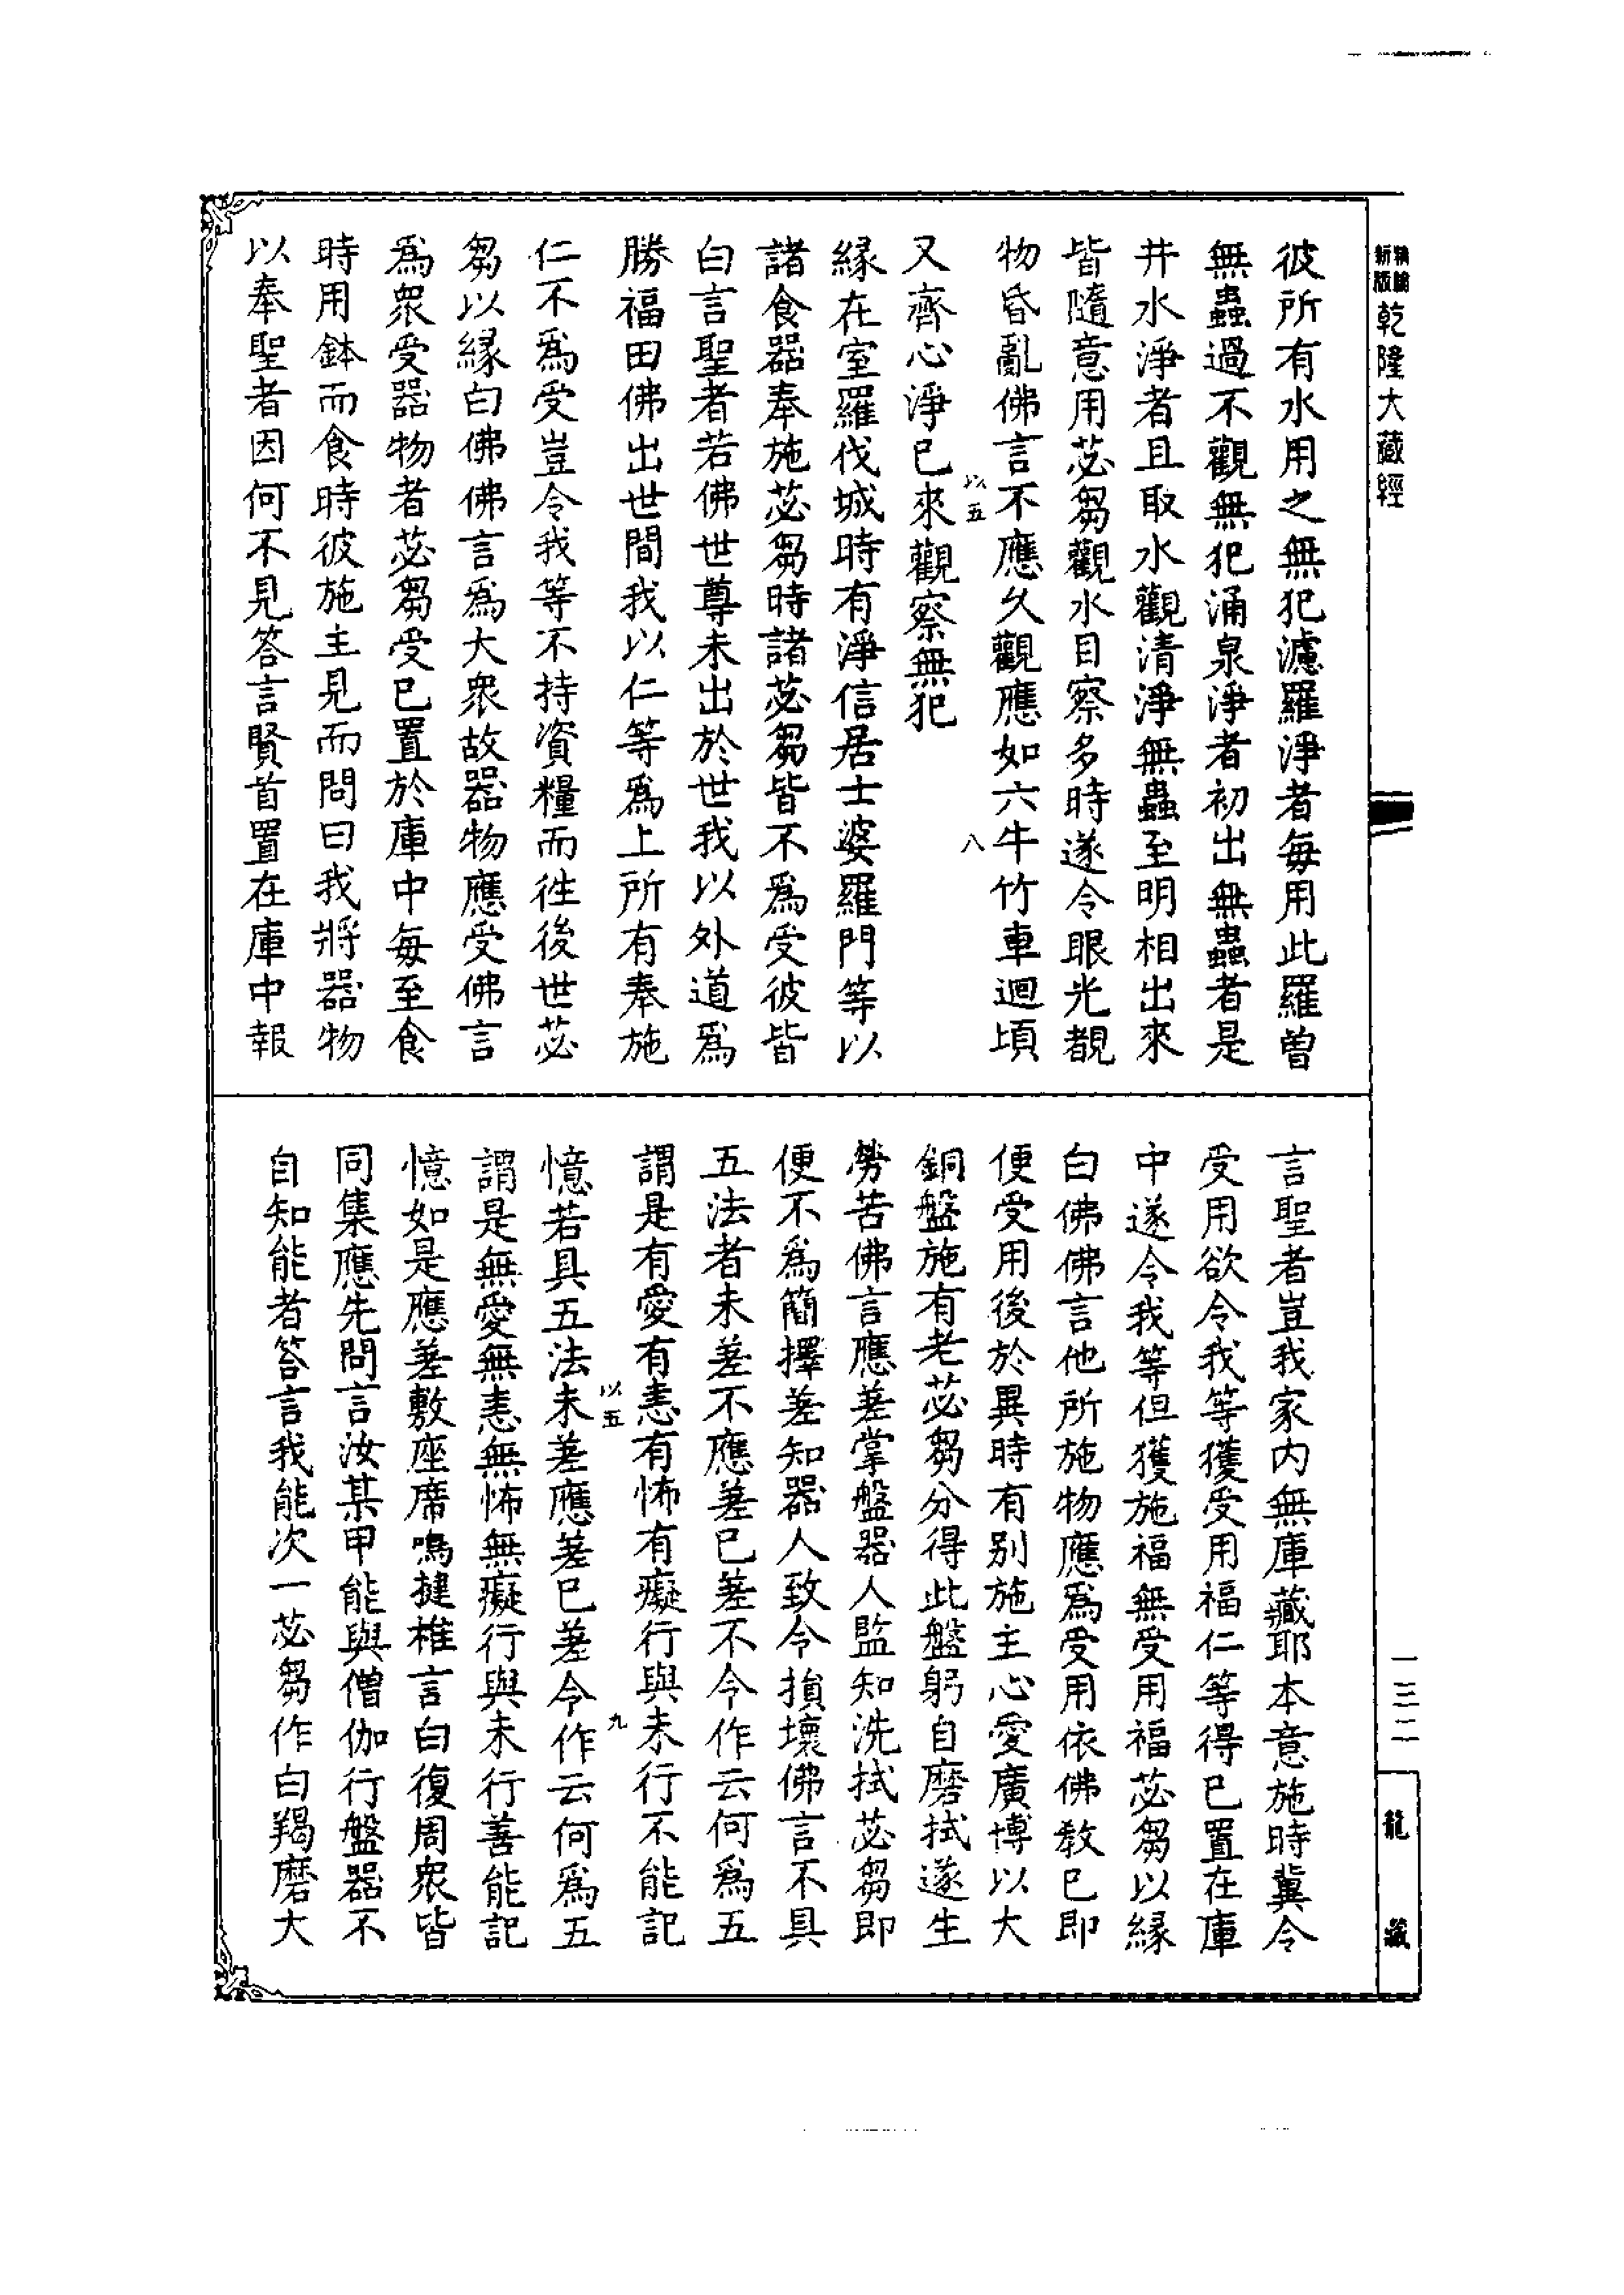 乾隆大藏經
彼所有水用之無犯濾羅淨者每用此羅曾
無蟲過不觀無犯涌泉淨者初出無蟲者是
井水淨者且取水觀清淨無蟲至明相出來
皆隨意用苾芻觀水目察多時遂令眼光覩
物昏亂佛言不應久觀應如六牛竹車迴頃
以五
八
又齊心淨已來觀察無犯
緣在室羅伐城時有淨信居士婆羅門等以
諸食器奉施苾芻時諸苾芻皆不爲受彼皆
白言聖者若佛世尊未出於世我以外道爲
勝福田佛出世間我以仁等爲上所有奉施
仁不爲受豈令我等不持資糧而徃後世苾
芻以緣白佛佛言爲大衆故器物應受佛言
爲衆受器物者苾芻受已置於庫中每至食
時用鉢而食時彼施主見而問曰我將器物
以奉聖者因何不見答言賢首置在庫中報
言聖者豈我家内無庫藏耶本意施時冀令
受用欲令我等獲受用福仁等得已置在庫
中遂令我等但獲施福無受用福苾芻以緣
白佛佛言他所施物應爲受用依佛教已即
便受用後於異時有别施主心愛廣博以大
銅盤施有老苾芻分得此盤躬自磨拭遂生
勞苦佛言應差掌盤器人監知洗拭苾芻即
便不爲簡擇差知器人致令損壞佛言不具
五法者未差不應差已差不令作云何爲五
謂是有愛有恚有怖有癡行與未行不能記
以五
九
憶若具五法未差應差已差令作云何爲五
謂是無愛無恚無怖無癡行與未行善能記
憶如是應差敷座席鳴揵椎言白復周衆皆
同集應先問言汝某甲能與僧伽行盤器不
自知能者答言我能次一苾芻作白羯磨大
一三二
龍藏